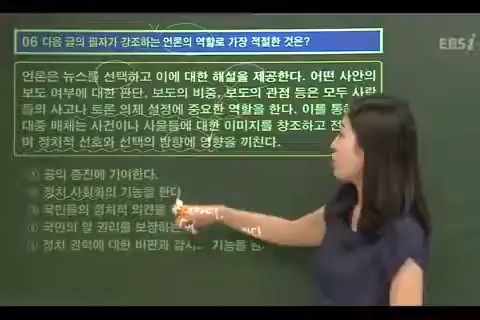 06 다음 글의 필자가 강조하는 언론의 역할로 가장 적절한 것은?
EBSi
언론은 뉴스를 선택하고 이에 대한 해설을 제공한다. 어떤 사안의
보도 여부에 대한 판단, 보도의 비중, 보도의 관점 등은 모두 사람
들의 사고나 토론 의제 설정에 중요한 역할을 한다. 이를 통해
대중 매체는 사건이나 사물들에 대한 이미지를 창조하고 전
며 정치적 선호와 선택의 방향에 영향을 끼친다.
① 공익 증진에 기여한다.
② 정치 사회화의 기능을 한다
③ 국민들의 정치적 의견을
④ 국민의 알 권리를 보장하는
⑤ 정치 권력에 대한 비판과 감시 기능을 한